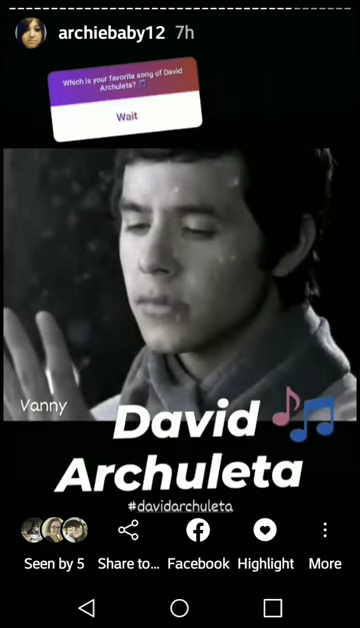 archiebaby12 7h
Which is your favorite song of David
Archuleta? 🎵
Wait
Vanny
David 🎵
Archuleta
#davidarchuleta
Seen by 5 Share to... Facebook Highlight More